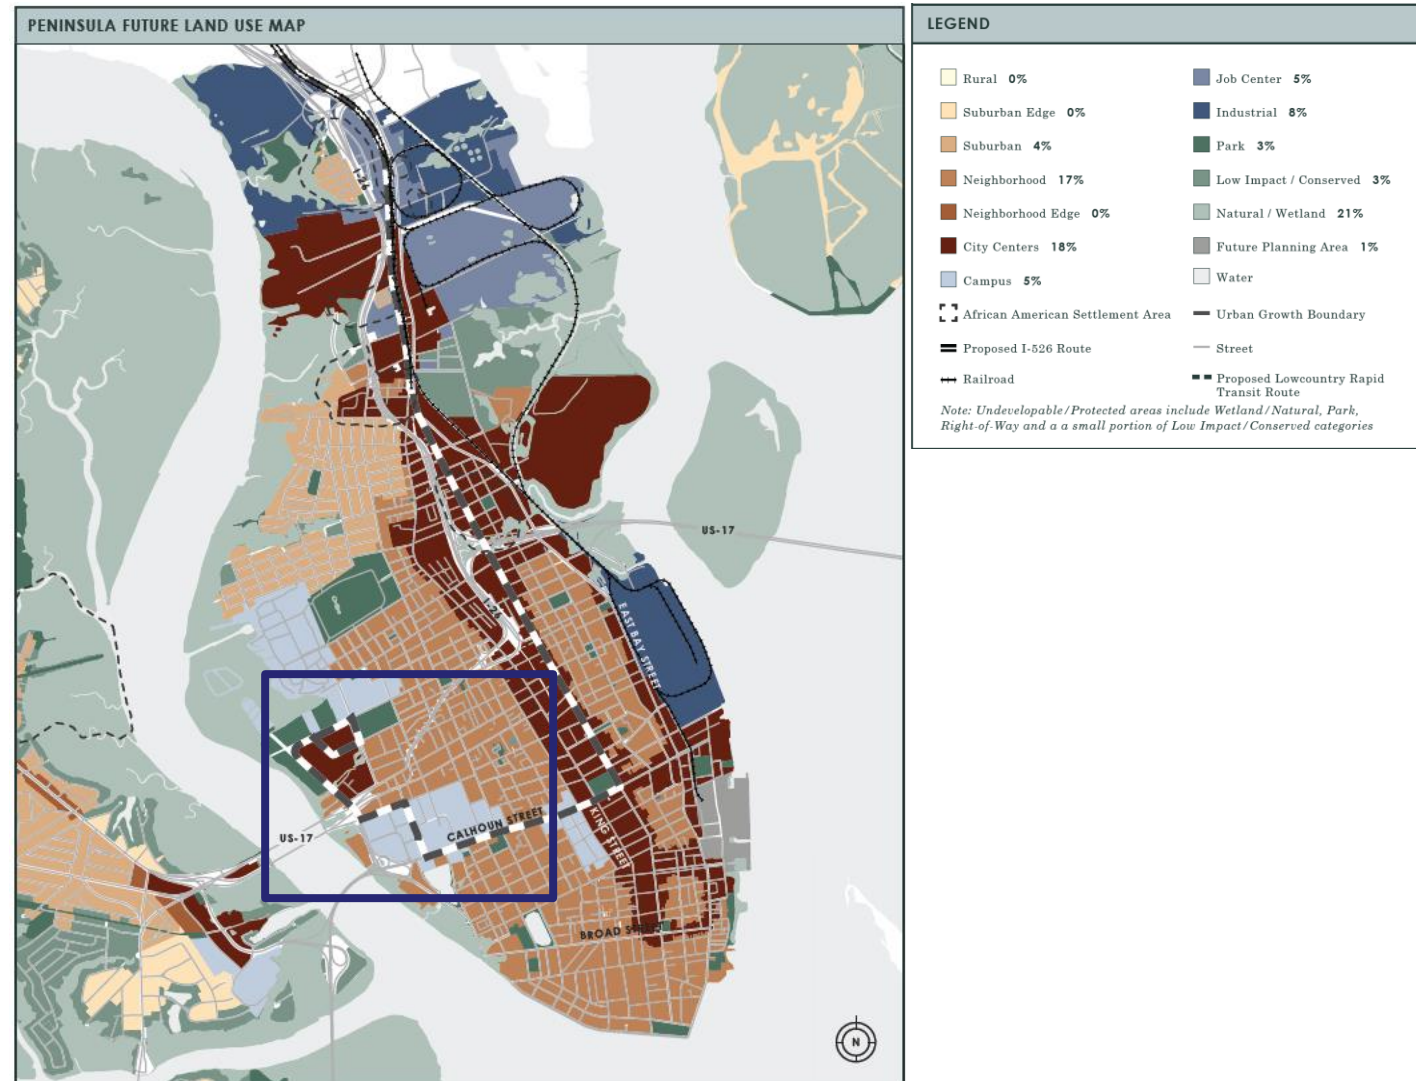 PENINSULA FUTURE LAND USE MAP
I-26
US-17
I-26
EAST BAY STREET
CALHOUN STREET
KING STREET
US-17
BROAD STREET
N
LEGEND
Rural 0%
Suburban Edge 0%
Suburban 4%
Neighborhood 17%
Neighborhood Edge 0%
City Centers 18%
Campus 5%
African American Settlement Area
Proposed I-526 Route
Railroad
Job Center 5%
Industrial 8%
Park 3%
Low Impact / Conserved 3%
Natural / Wetland 21%
Future Planning Area 1%
Water
Urban Growth Boundary
Street
Proposed Lowcountry Rapid
Transit Route
Note: Undevelopable/Protected areas include Wetland/Natural, Park,
Right-of-Way and a a small portion of Low Impact/Conserved categories